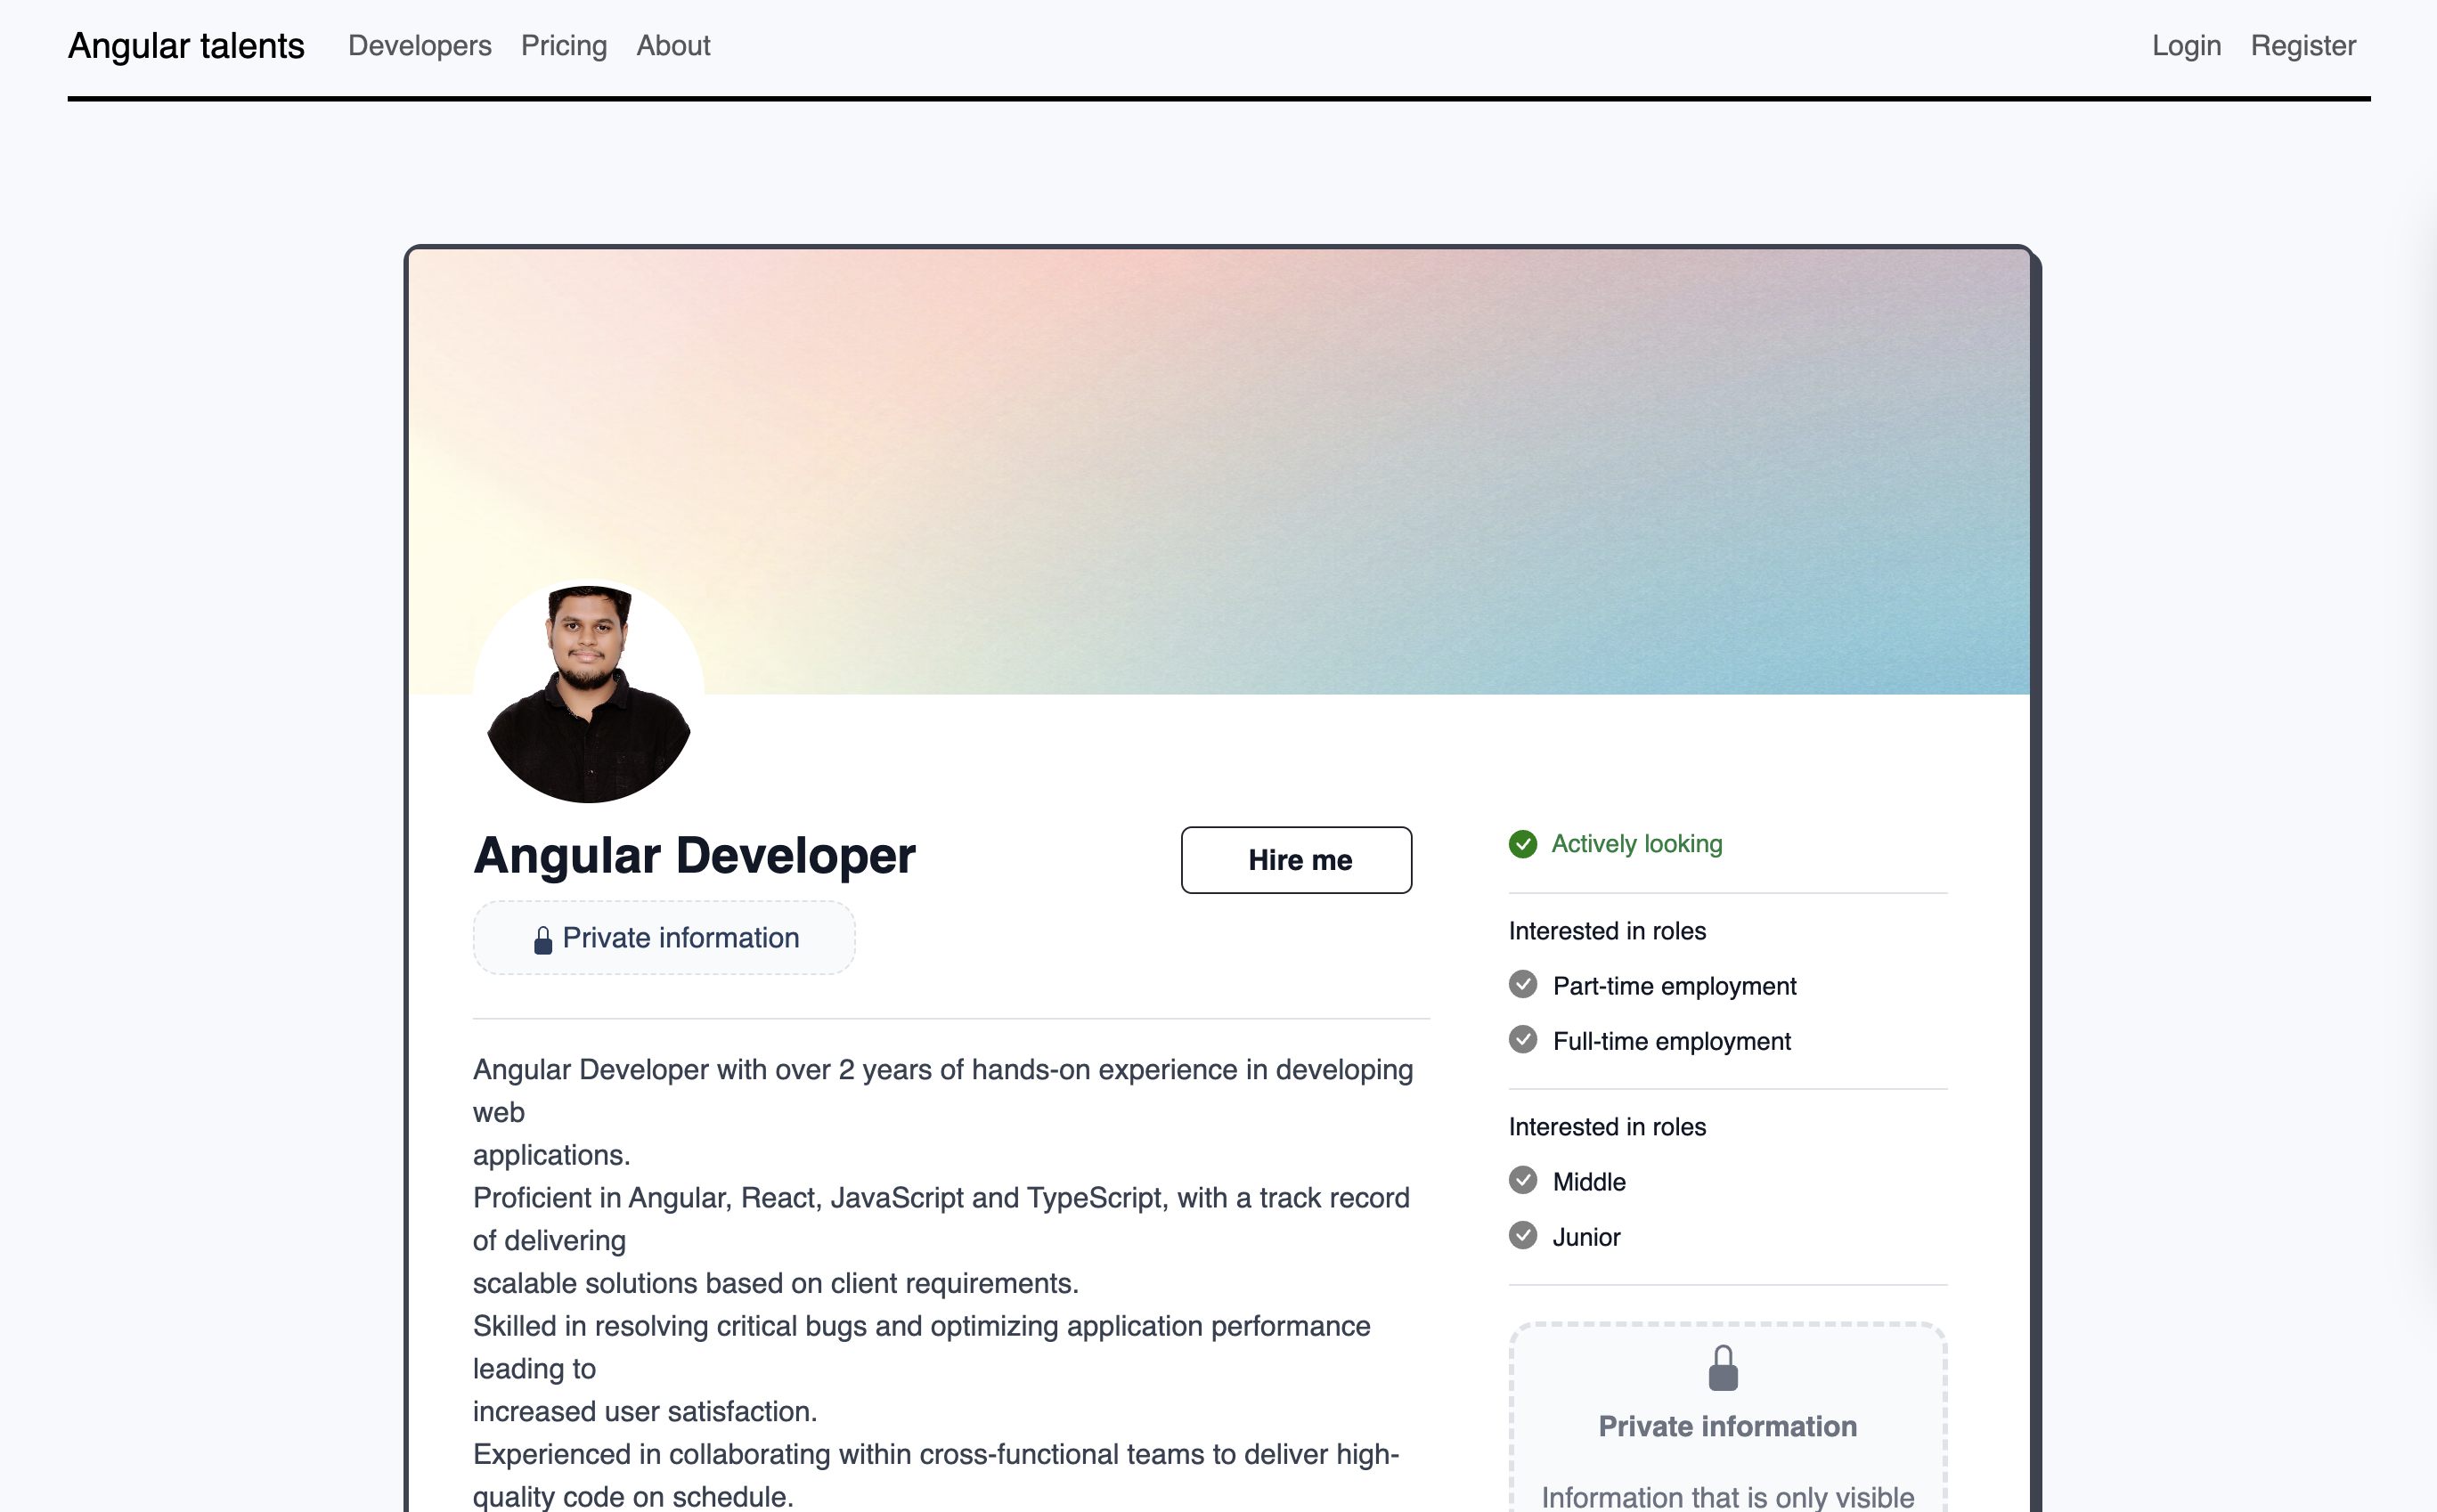 Angular talents Developers Pricing About Login Register
Angular Developer
Hire me
Private information
Angular Developer with over 2 years of hands-on experience in developing
web
applications.
Proficient in Angular, React, JavaScript and TypeScript, with a track record
of delivering
scalable solutions based on client requirements.
Skilled in resolving critical bugs and optimizing application performance
leading to
increased user satisfaction.
Experienced in collaborating within cross-functional teams to deliver high-
quality code on schedule.
Actively looking
Interested in roles
Part-time employment
Full-time employment
Interested in roles
Middle
Junior
Private information
Information that is only visible